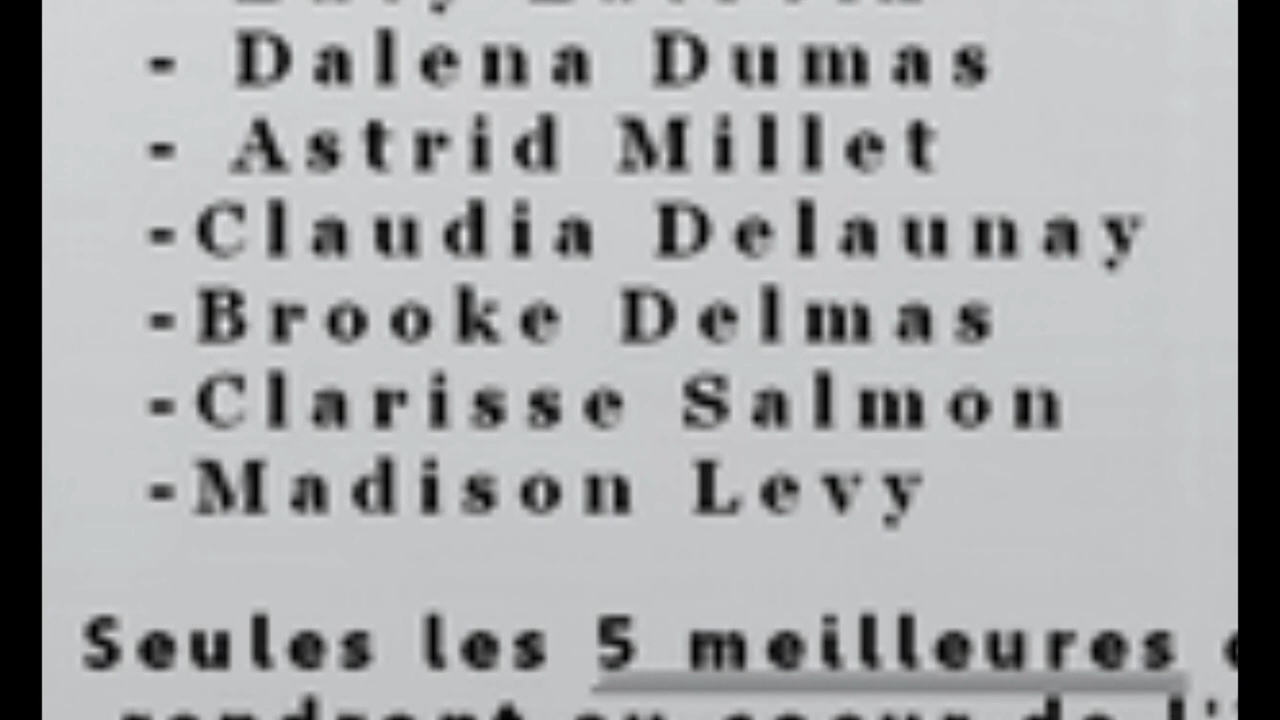 - Dalena Dumas
- Astrid Millet
-Claudia Delaunay
-Brooke Delmas
-Clarisse Salmon
-Madison Levy
Seules les 5 meilleures